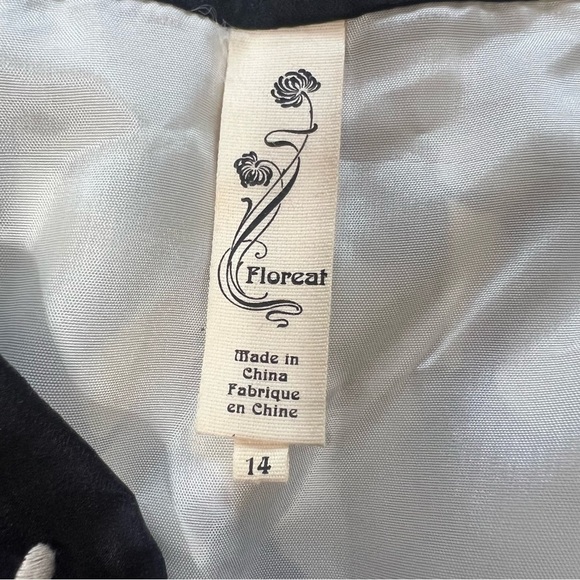 Floreat
Made in
China
Fabrique
en Chine
14